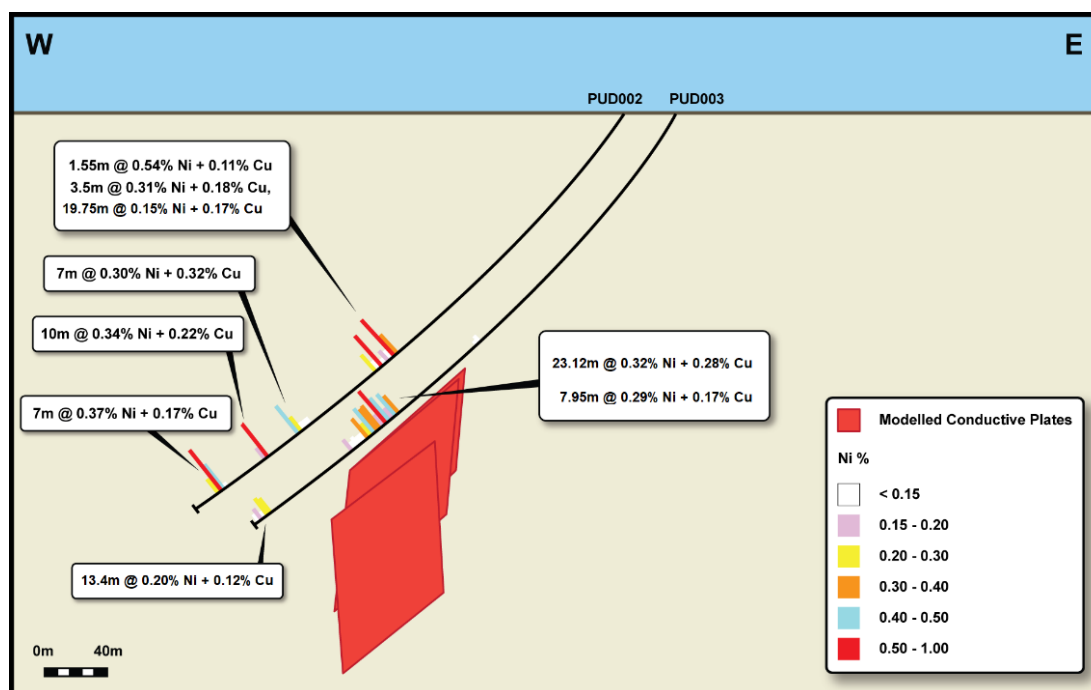 W
E
PUD002 PUD003
1.55m @ 0.54% Ni + 0.11% Cu
3.5m @ 0.31% Ni + 0.18% Cu,
19.75m @ 0.15% Ni + 0.17% Cu
7m @ 0.30% Ni + 0.32% Cu
10m @ 0.34% Ni + 0.22% Cu
7m @ 0.37% Ni + 0.17% Cu
23.12m @ 0.32% Ni + 0.28% Cu
7.95m @ 0.29% Ni + 0.17% Cu
13.4m @ 0.20% Ni + 0.12% Cu
0m 40m
Modelled Conductive Plates
Ni %
< 0.15
0.15 - 0.20
0.20 - 0.30
0.30 - 0.40
0.40 - 0.50
0.50 - 1.00